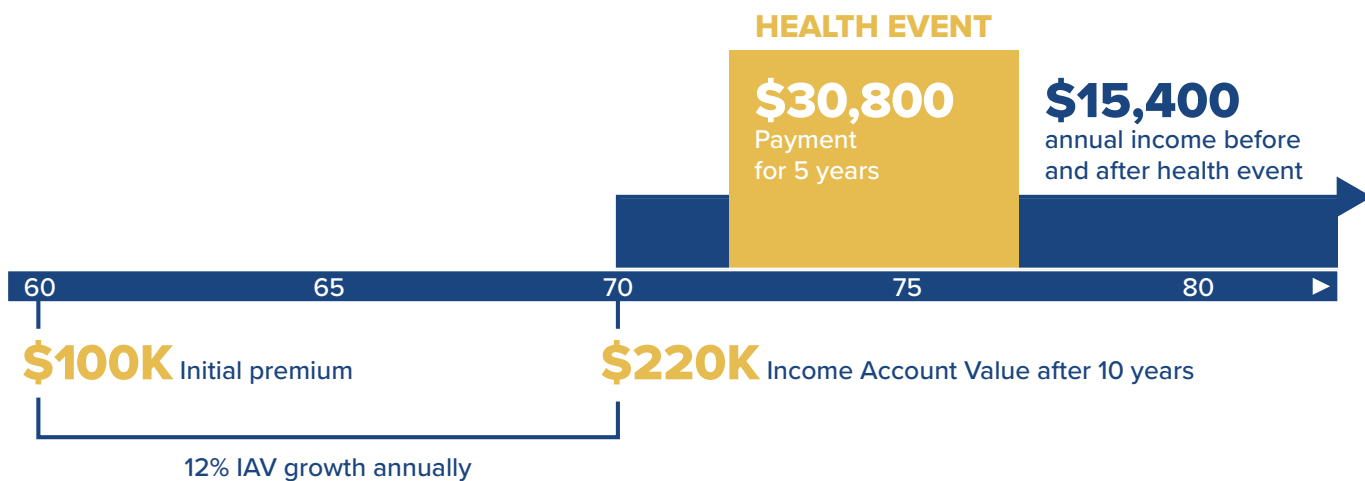 HEALTH EVENT
$30,800
Payment
for 5 years
$15,400
annual income before
and after health event
60 65 70 75 80
$100K Initial premium
$220K Income Account Value after 10 years
12% IAV growth annually